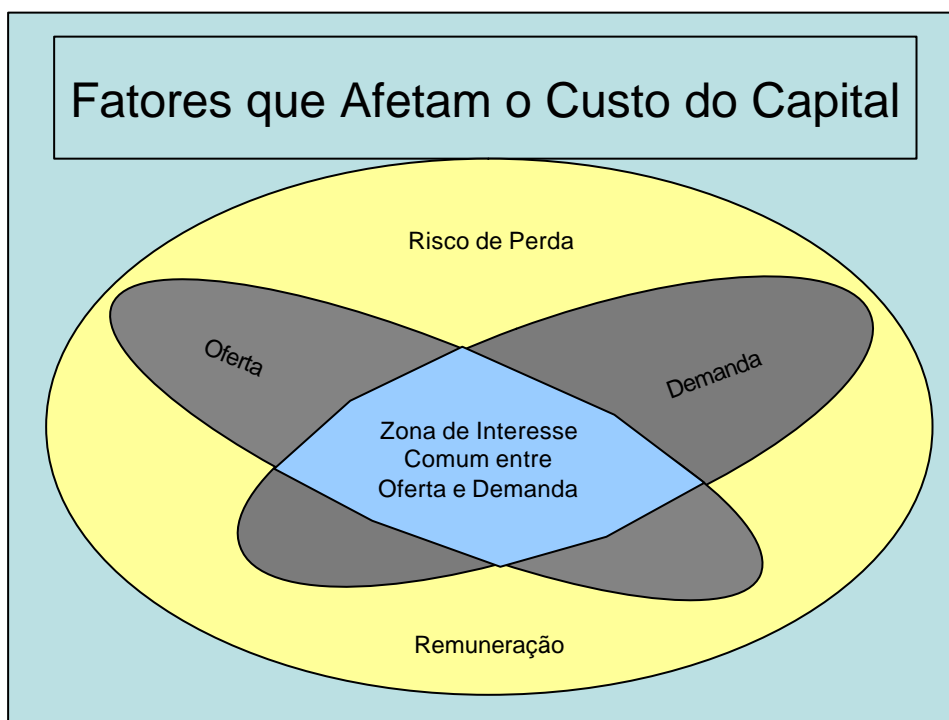 Fatores que Afetam o Custo do Capital
Risco de Perda
Oferta
Demanda
Zona de Interesse
Comum entre
Oferta e Demanda
Remuneração